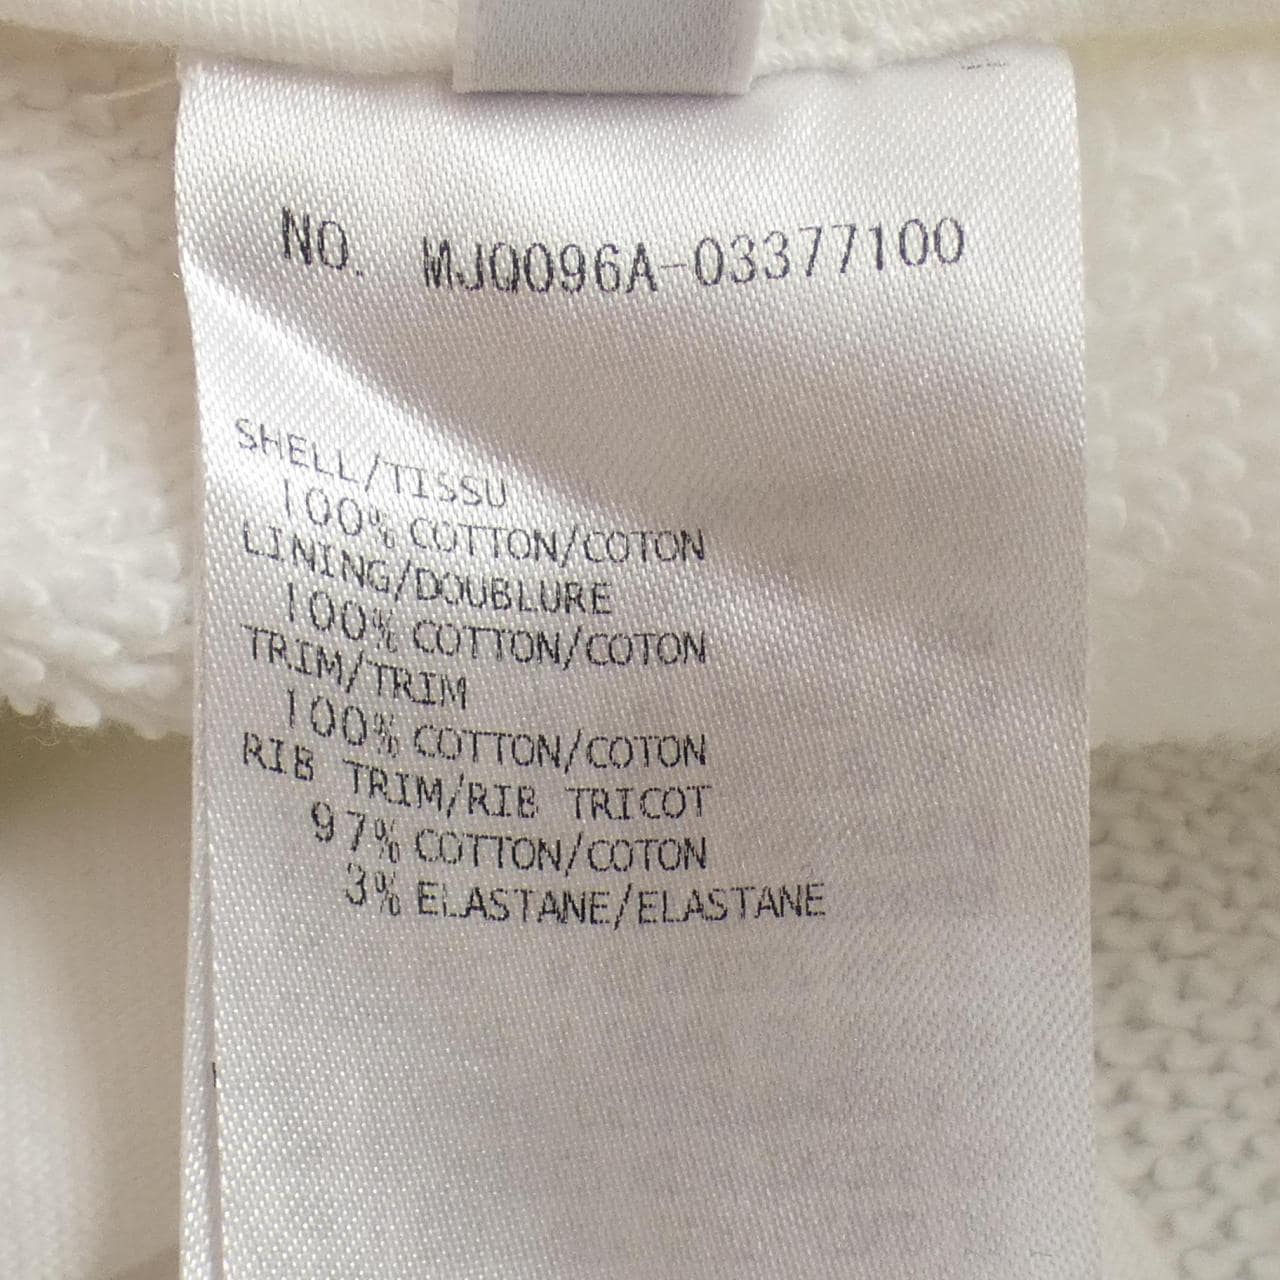 NO. MJQ096A-03377100
SHELL/TISSU
100% COTTON/COTON
LINING/DOUBLURE
100% COTTON/COTON
TRIM/TRIM
100% COTTON/COTON
RIB TRIM/RIB TRICOT
97% COTTON/COTON
3% ELASTANE/ELASTANE